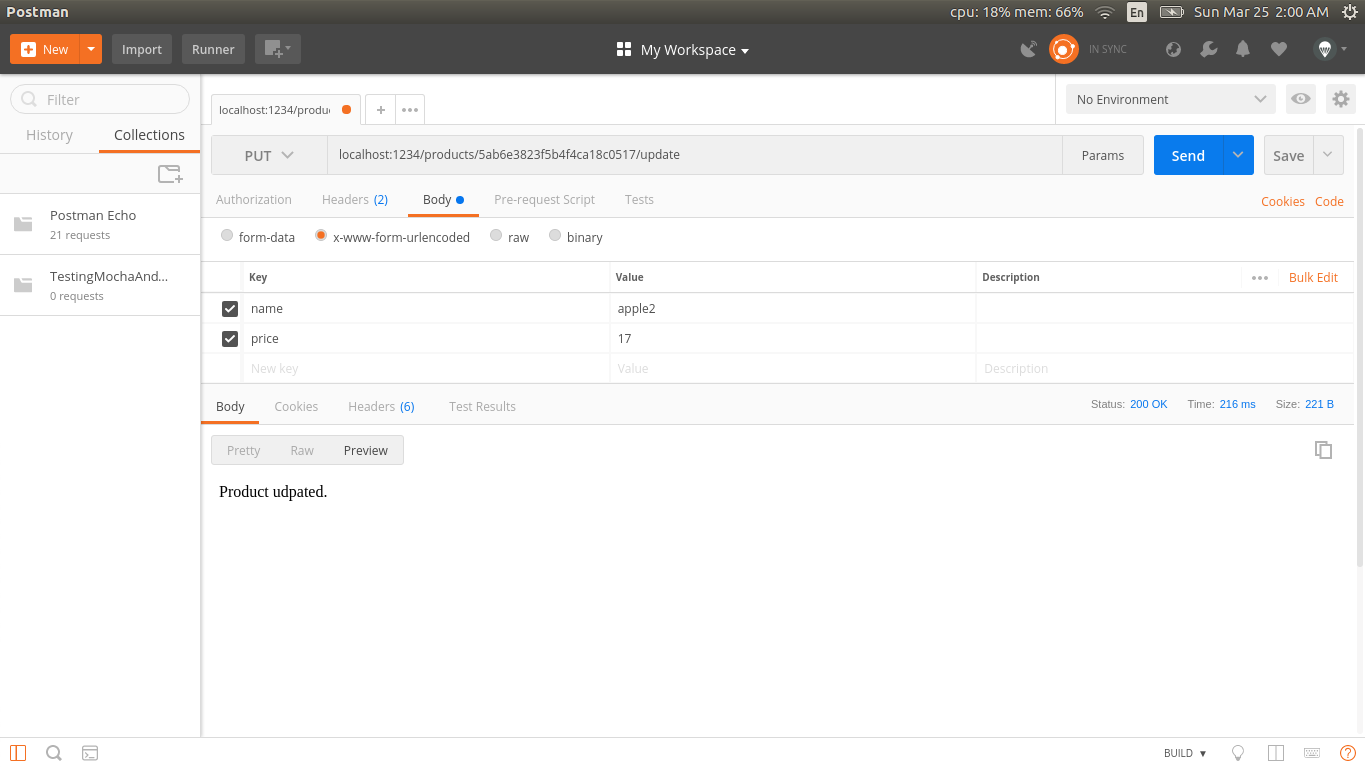 Postman
cpu: 18% mem: 66% En Sun Mar 25 2:00 AM
New Import Runner My Workspace IN SYNC
Filter
History Collections
Postman Echo
21 requests
TestingMochaAnd...
0 requests
localhost:1234/produc + ••• No Environment
PUT localhost:1234/products/5ab6e3823f5b4f4ca18c0517/update Params Send Save
Authorization Headers (2) Body Pre-request Script Tests Cookies Code
form-data x-www-form-urlencoded raw binary
Key Value Description ••• Bulk Edit
name apple2
price 17
New key Value Description
Body Cookies Headers (6) Test Results Status: 200 OK Time: 216 ms Size: 221 B
Pretty Raw Preview
Product udpated.
BUILD ?